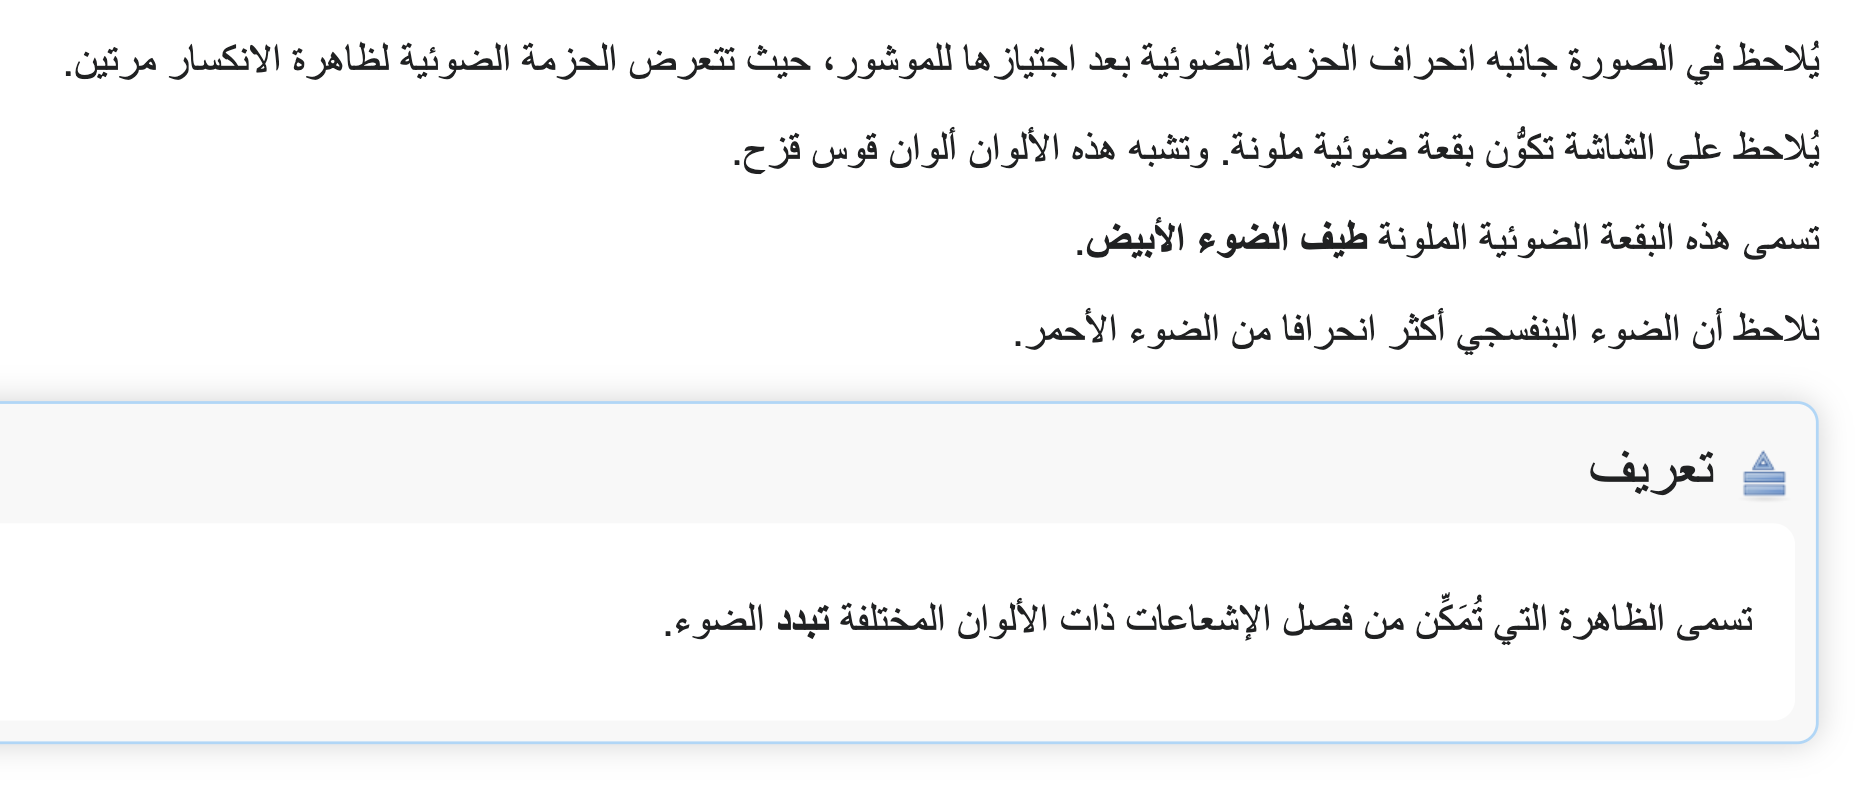 يُلاحظ في الصورة جانبه انحراف الحزمة الضوئية بعد اجتيازها للموشور، حيث تتعرض الحزمة الضوئية لظاهرة الانكسار مرتين.
يُلاحظ على الشاشة تكوُّن بقعة ضوئية ملونة. وتشبه هذه الألوان ألوان قوس قزح.
تسمى هذه البقعة الضوئية الملونة طيف الضوء الأبيض.
نلاحظ أن الضوء البنفسجي أكثر انحرافا من الضوء الأحمر.
تعريف
تسمى الظاهرة التي تُمَكِّن من فصل الإشعاعات ذات الألوان المختلفة تبدد الضوء.